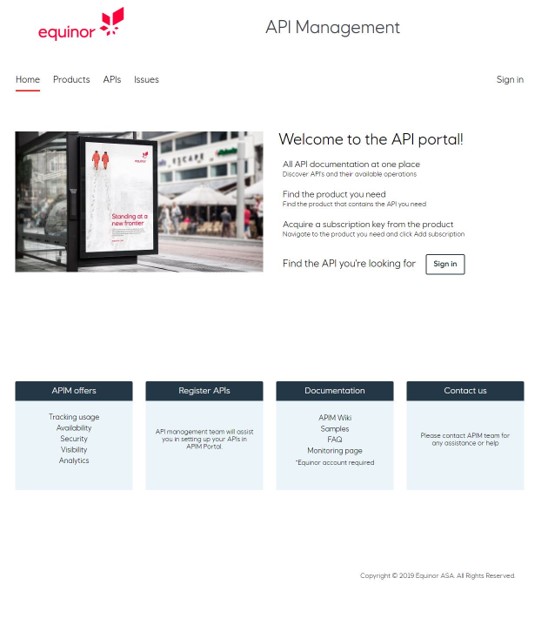 equinor
API Management
Home Products APIs Issues Sign in
ESCAPE
equinor
Standing at a
new frontier
Welcome to the API portal!
All API documentation at one place
Discover API's and their available operations
Find the product you need
Find the product that contains the API you need
Acquire a subscription key from the product
Navigate to the product you need and click Add subscription
Find the API you're looking for Sign in
APIM offers
Tracking usage
Availability
Security
Visibility
Analytics
Register APIs
API management team will assist
you in setting up your APIs in
APIM Portal.
Documentation
APIM Wiki
Samples
FAQ
Monitoring page
*Equinor account required
Contact us
Please contact APIM team for
any assistance or help
Copyright © 2019 Equinor ASA. All Rights Reserved